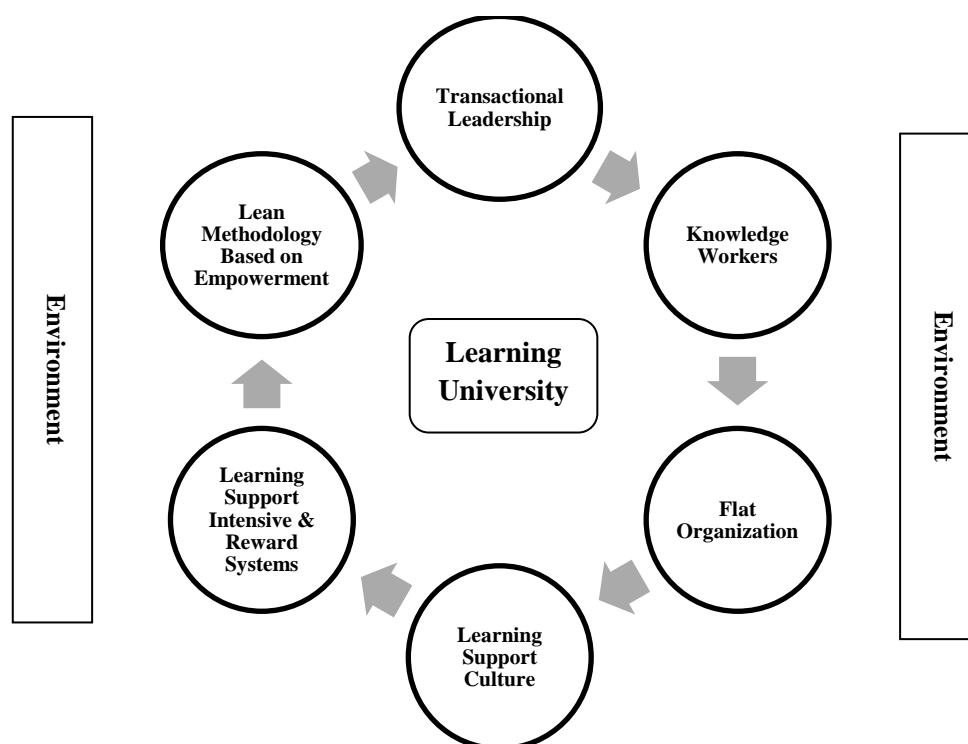 Transactional
Leadership
Knowledge
Workers
Flat
Organization
Learning
Support
Culture
Learning
Support
Intensive &
Reward
Systems
Lean
Methodology
Based on
Empowerment
Learning
University
Environment
Environment